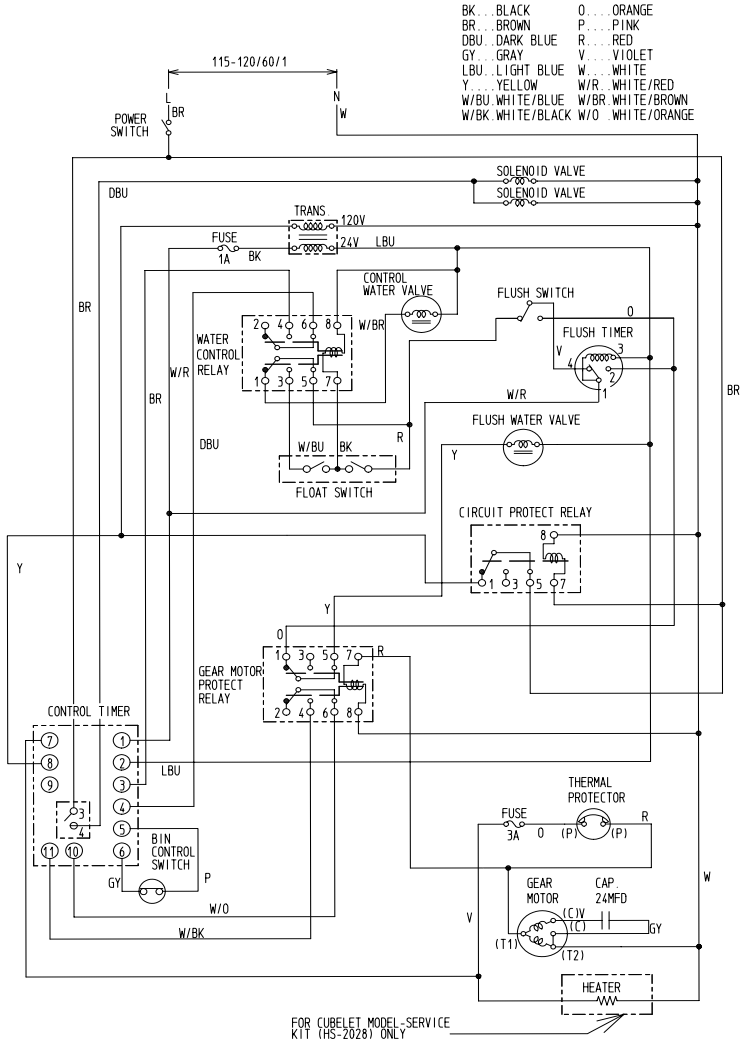 BK...BLACK O....ORANGE
BR...BROWN P....PINK
DBU..DARK BLUE R....RED
GY...GRAY V....VIOLET
LBU..LIGHT BLUE W....WHITE
Y....YELLOW W/R..WHITE/RED
W/BU.WHITE/BLUE W/BR.WHITE/BROWN
W/BK.WHITE/BLACK W/O .WHITE/ORANGE
115-120/60/1
L N
BR W
POWER
SWITCH
SOLENOID VALVE
DBU SOLENOID VALVE
TRANS.
120V
FUSE 24V LBU
1A BK
CONTROL
WATER VALVE
FLUSH SWITCH
BR O
2 4 6 8 W/BR
FLUSH TIMER
WATER
CONTROL
RELAY
V 4 3
W/R 2
1 3 5 7 1
BR W/R BR
FLUSH WATER VALVE
DBU R
W/BU BK Y
FLOAT SWITCH
CIRCUIT PROTECT RELAY
8
Y 1 3 5 7
Y
O
1 3 5 7 R
GEAR MOTOR
PROTECT
RELAY
2 4 6 8
CONTROL TIMER
7 1
8 2 LBU
9 3
THERMAL
PROTECTOR
3 4
FUSE R
4 5
3A O (P) (P)
BIN
CONTROL
SWITCH
11 10 6
GY P
GEAR
MOTOR
CAP.
24MFD
W
W/O (C)V
V (C) GY
W/BK (T1) (T2)
HEATER
FOR CUBELET MODEL-SERVICE
KIT (HS-2028) ONLY